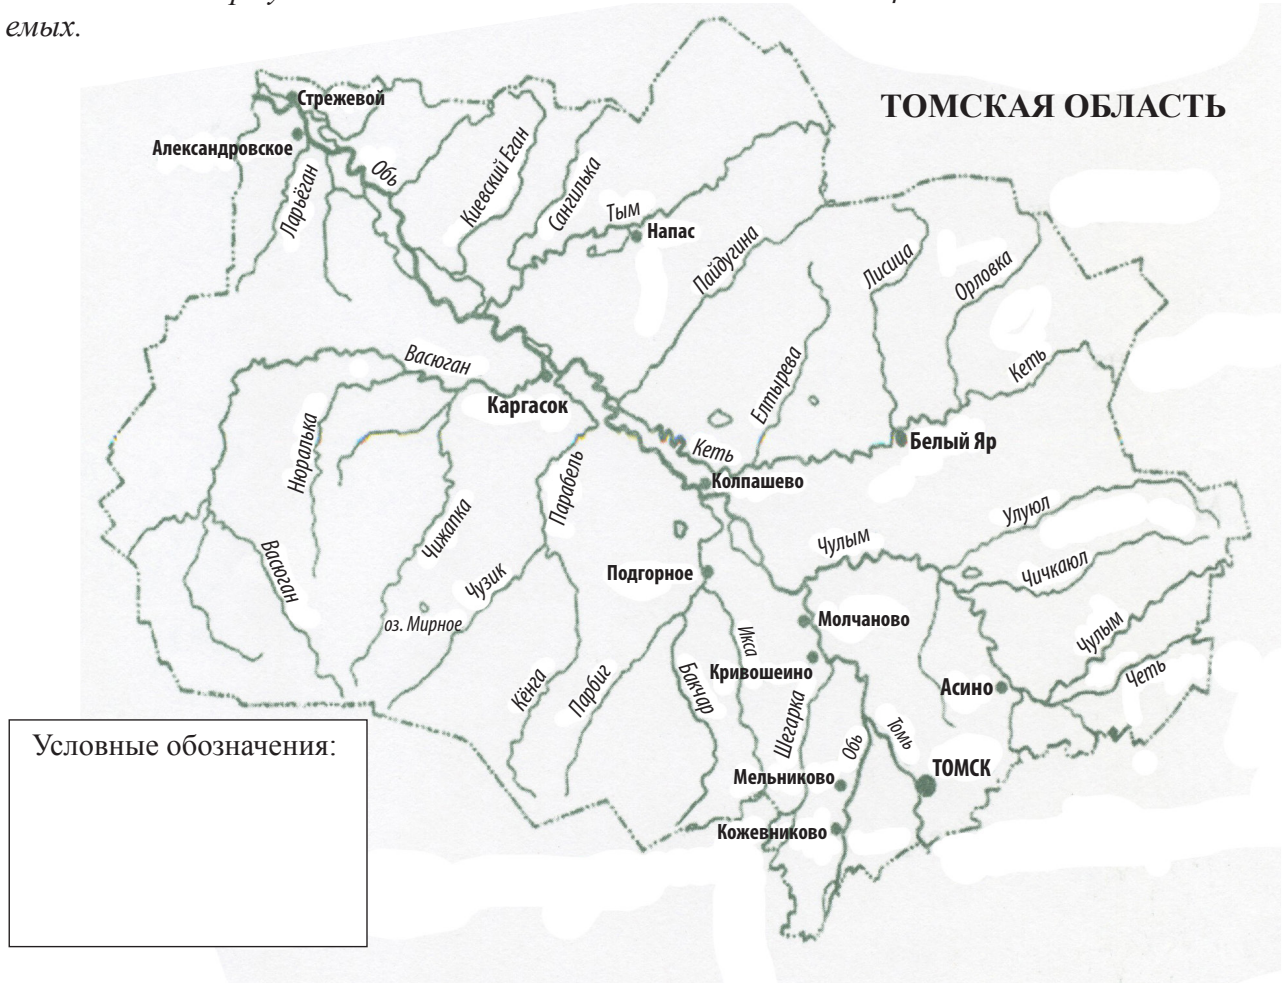 емых.
ТОМСКАЯ ОБЛАСТЬ
Стрежевой
Александровское
Обь
Ларьёган
Киевский Еган
Сангилька
Тым
Напас
Пайдугина
Лисица
Орловка
Васюган
Каргасок
Елтырева
Кеть
Нюралька
Кеть
Белый Яр
Колпашево
Парабель
Чижапка
Улуюл
Чулым
Васюган
Чузик
Подгорное
Чичкаюл
оз. Мирное
Молчаново
Икса
Чулым
Кривошеино
Кёнга
Парбиг
Бакчар
Асино
Четь
Шегарка
Обь
Томь
Условные обозначения:
Мельниково
ТОМСК
Кожевниково